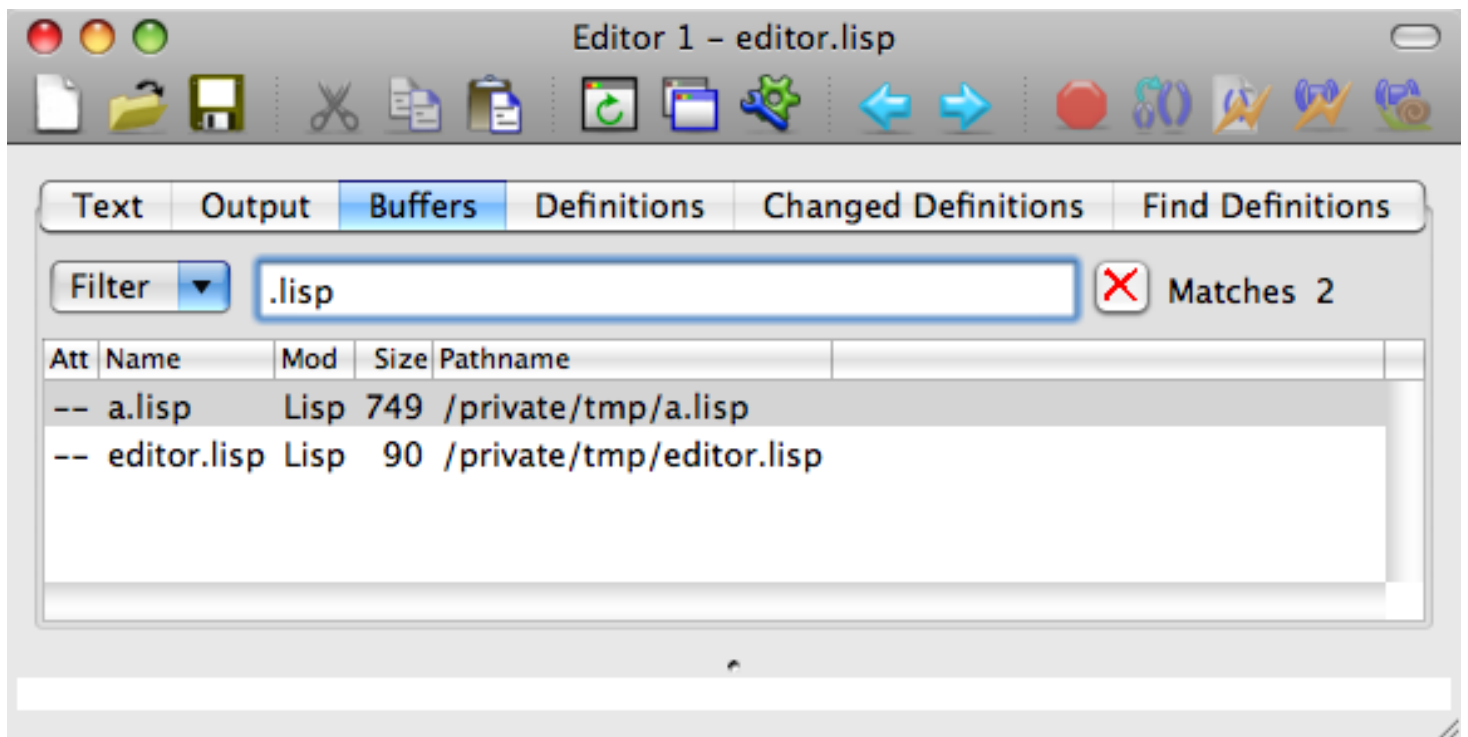 Editor 1 – editor.lisp
Text Output Buffers Definitions Changed Definitions Find Definitions
Filter .lisp Matches 2
Att Name Mod Size Pathname
-- a.lisp Lisp 749 /private/tmp/a.lisp
-- editor.lisp Lisp 90 /private/tmp/editor.lisp